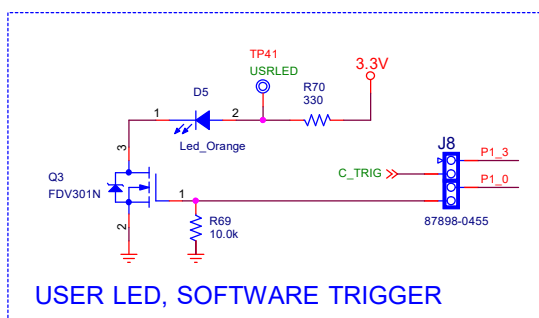 TP41
USRLED
3.3V
D5
R70
330
1
2
Led_Orange
J8
3
P1_3
Q3
FDV301N
C_TRIG
P1_0
1
2
R69
10.0k
87898-0455
USER LED, SOFTWARE TRIGGER